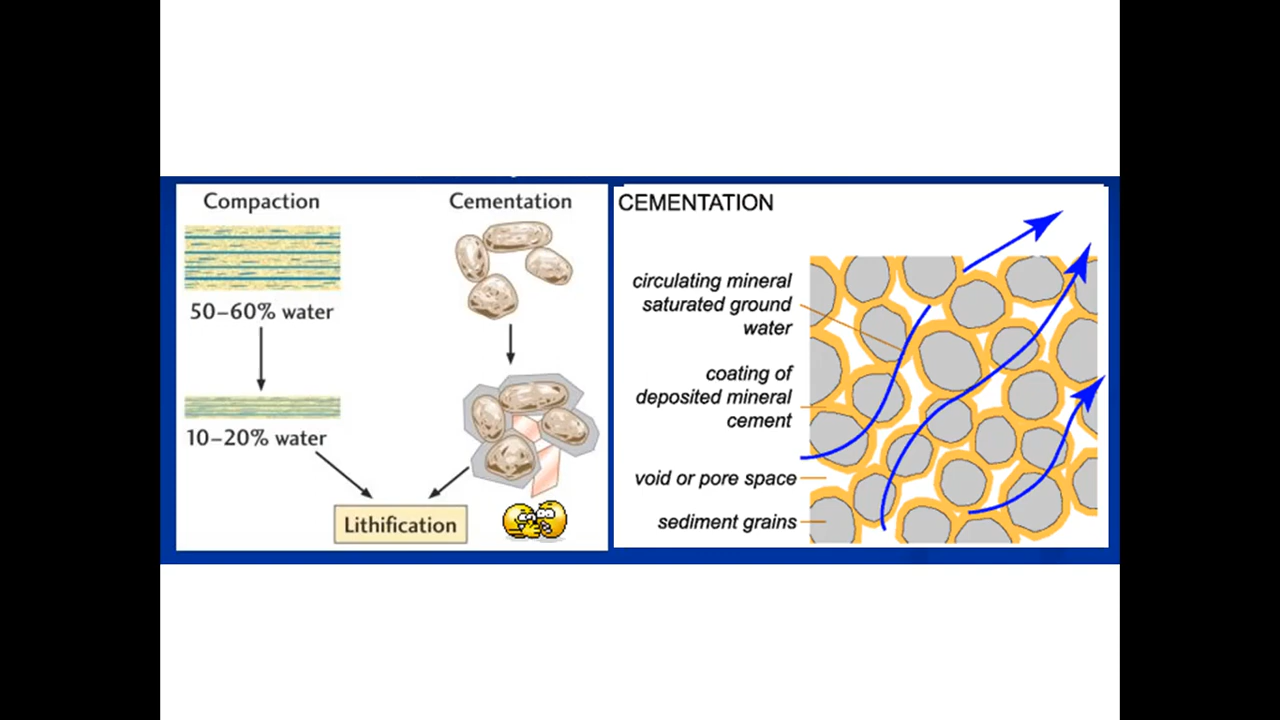 Compaction
50–60% water
10–20% water
Cementation
Lithification
CEMENTATION
circulating mineral
saturated ground
water
coating of
deposited mineral
cement
void or pore space
sediment grains